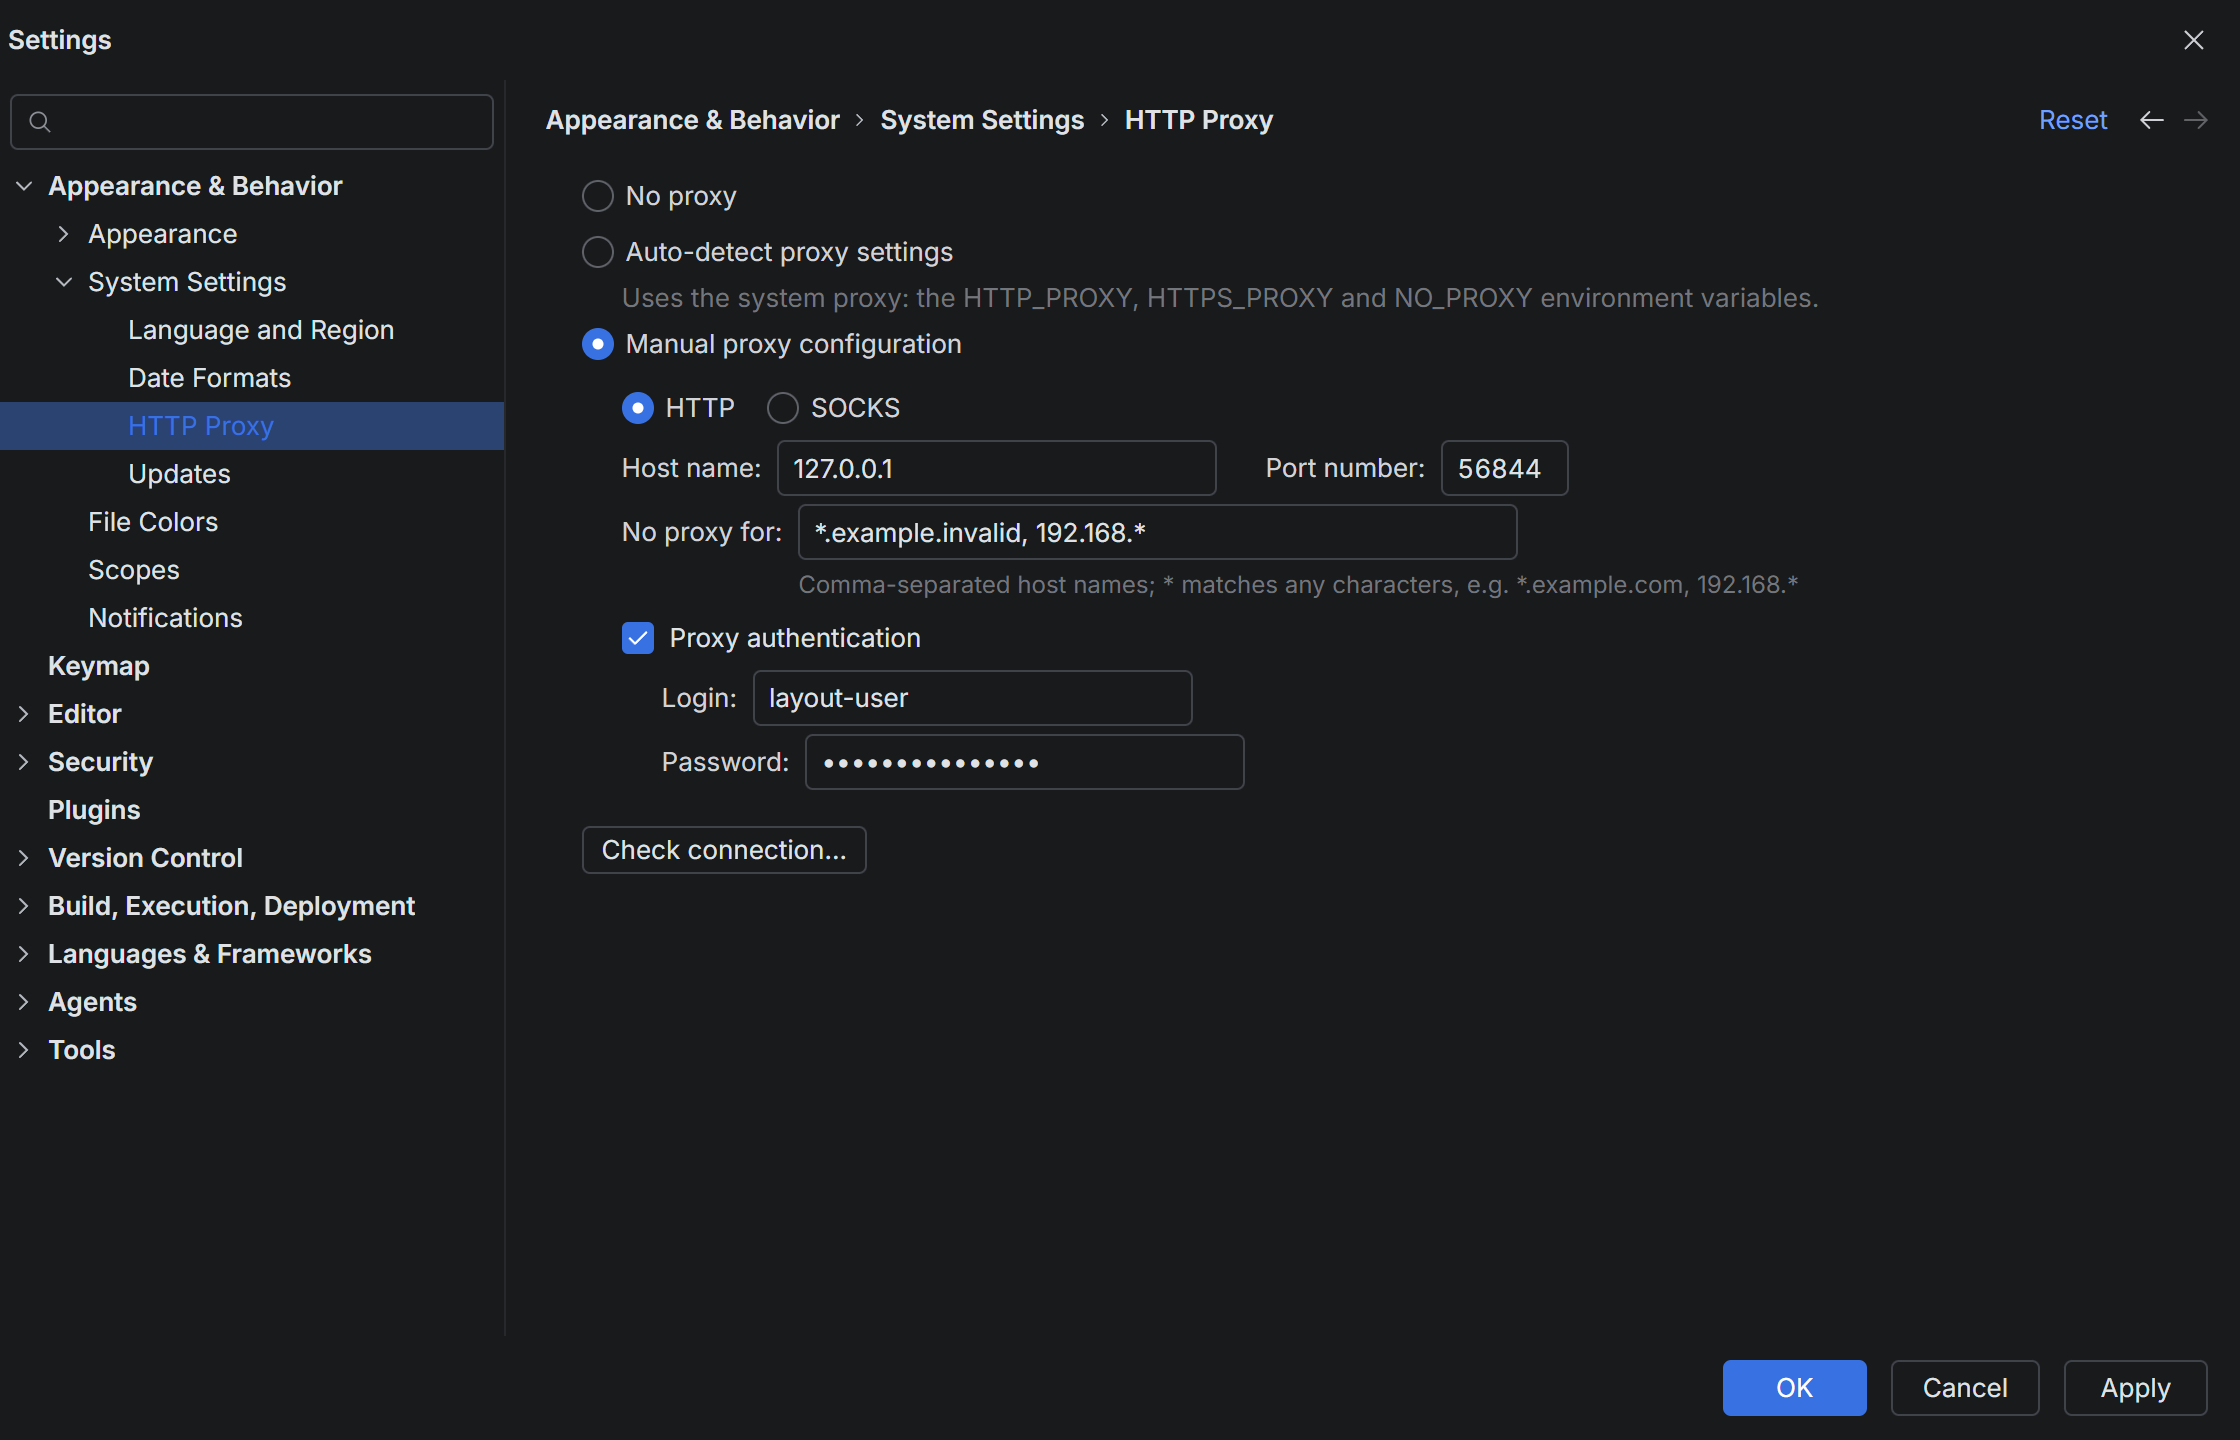 Settings
Appearance & Behavior
Appearance
System Settings
Language and Region
Date Formats
HTTP Proxy
Updates
File Colors
Scopes
Notifications
Keymap
Editor
Security
Plugins
Version Control
Build, Execution, Deployment
Languages & Frameworks
Agents
Tools
Appearance & Behavior › System Settings › HTTP Proxy
Reset
No proxy
Auto-detect proxy settings
Uses the system proxy: the HTTP_PROXY, HTTPS_PROXY and NO_PROXY environment variables.
Manual proxy configuration
HTTP SOCKS
Host name: 127.0.0.1 Port number: 56844
No proxy for: *.example.invalid, 192.168.*
Comma-separated host names; * matches any characters, e.g. *.example.com, 192.168.*
Proxy authentication
Login: layout-user
Password: •••••••••••••••
Check connection...
OK Cancel Apply